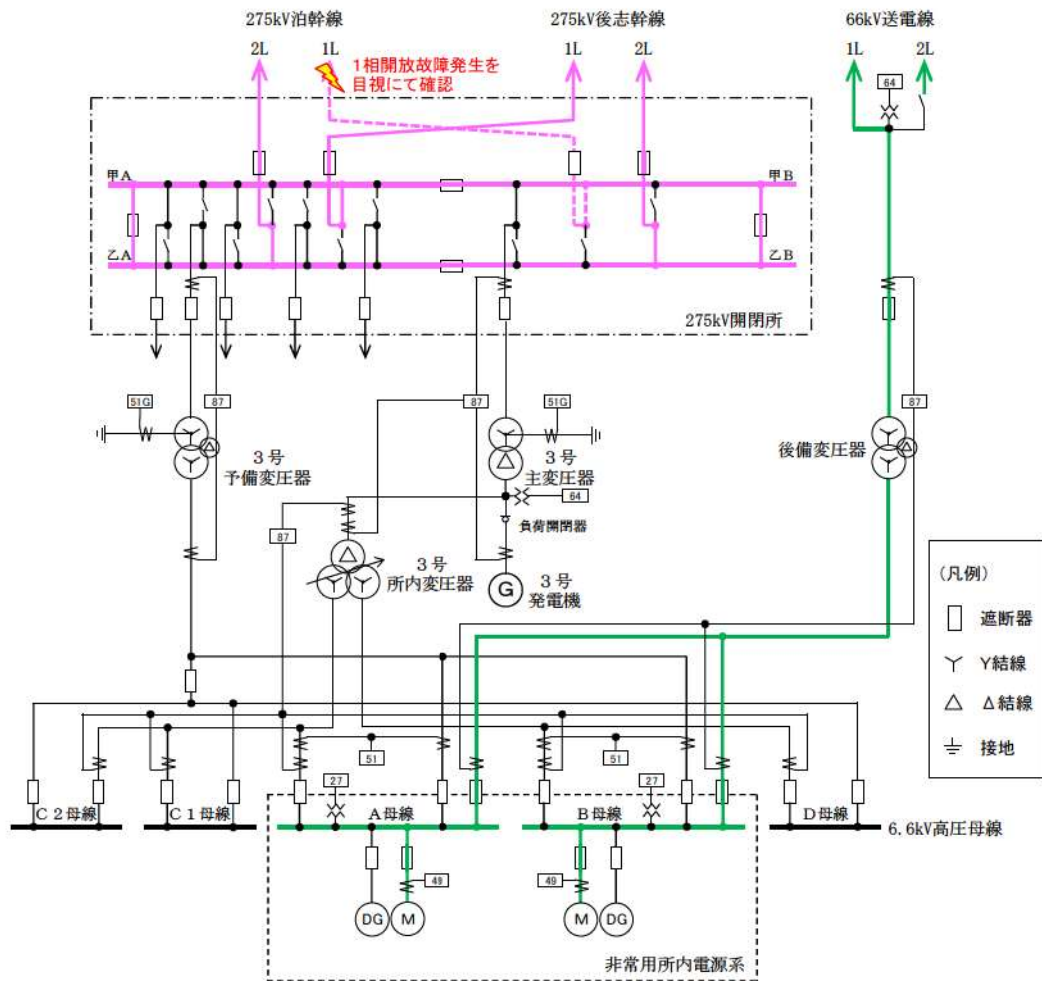 275kV泊幹線
275kV後志幹線
66kV送電線
2L
1L
1L
2L
1L
2L
1相開放故障発生を
目視にて確認
64
甲A
甲B
乙A
乙B
275kV開閉所
51G
87
87
51G
87
3号
予備変圧器
3号
主変圧器
後備変圧器
64
負荷開閉器
87
3号
所内変圧器
G
3号
発電機
(凡例)
遮断器
Y結線
Δ結線
接地
51
51
27
27
C2母線
C1母線
A母線
B母線
D母線
6.6kV高圧母線
49
49
DG
M
M
DG
非常用所内電源系